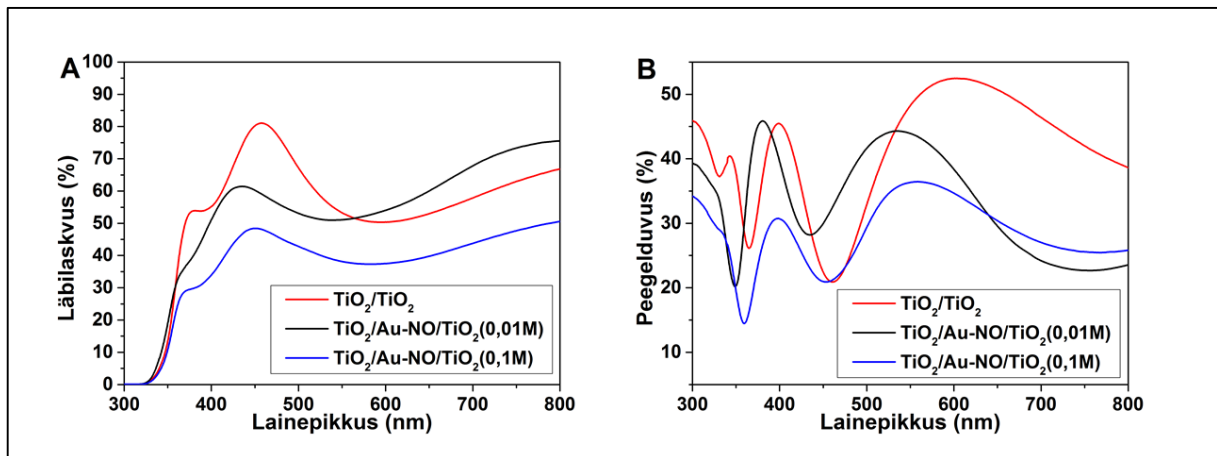 A
100
90
80
70
60
50
40
30
20
10
0
Läbilaskvus (%)
TiO₂/TiO₂
TiO₂/Au-NO/TiO₂(0,01M)
TiO₂/Au-NO/TiO₂(0,1M)
300 400 500 600 700 800
Lainepikkus (nm)
B
50
40
30
20
10
Peegelduvus (%)
TiO₂/TiO₂
TiO₂/Au-NO/TiO₂(0,01M)
TiO₂/Au-NO/TiO₂(0,1M)
300 400 500 600 700 800
Lainepikkus (nm)